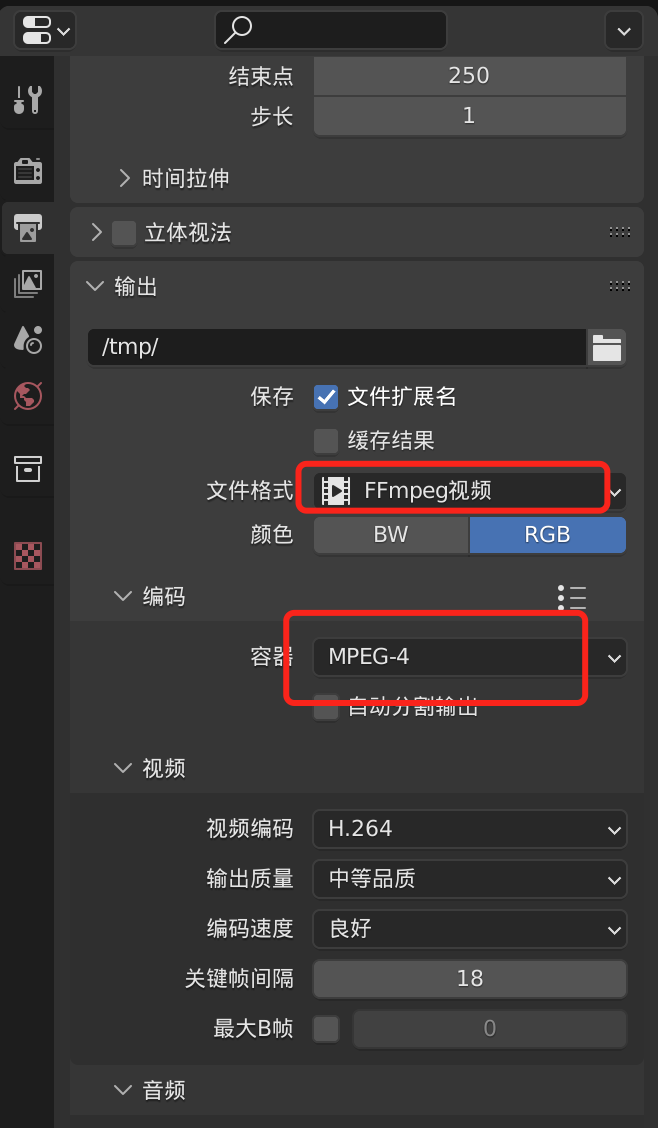 结束点 250
步长 1
时间拉伸
立体视法
输出
/tmp/
保存 文件扩展名
缓存结果
文件格式 FFmpeg视频
颜色 BW RGB
编码
容器 MPEG-4
自动分割输出
视频
视频编码 H.264
输出质量 中等品质
编码速度 良好
关键帧间隔 18
最大B帧 0
音频